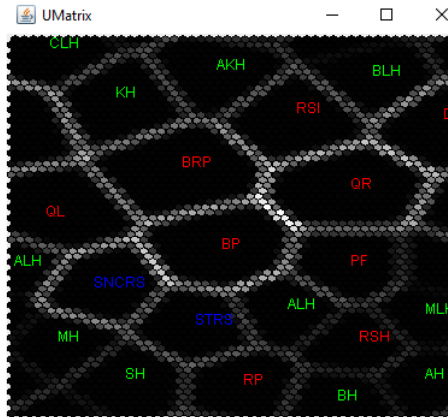 UMatrix
CLH
AKH
BLH
KH
RSI
BRP
QR
QL
BP
ALH
PF
SNCRS
ALH
MLH
STRS
MH
RSH
SH
RP
AH
BH